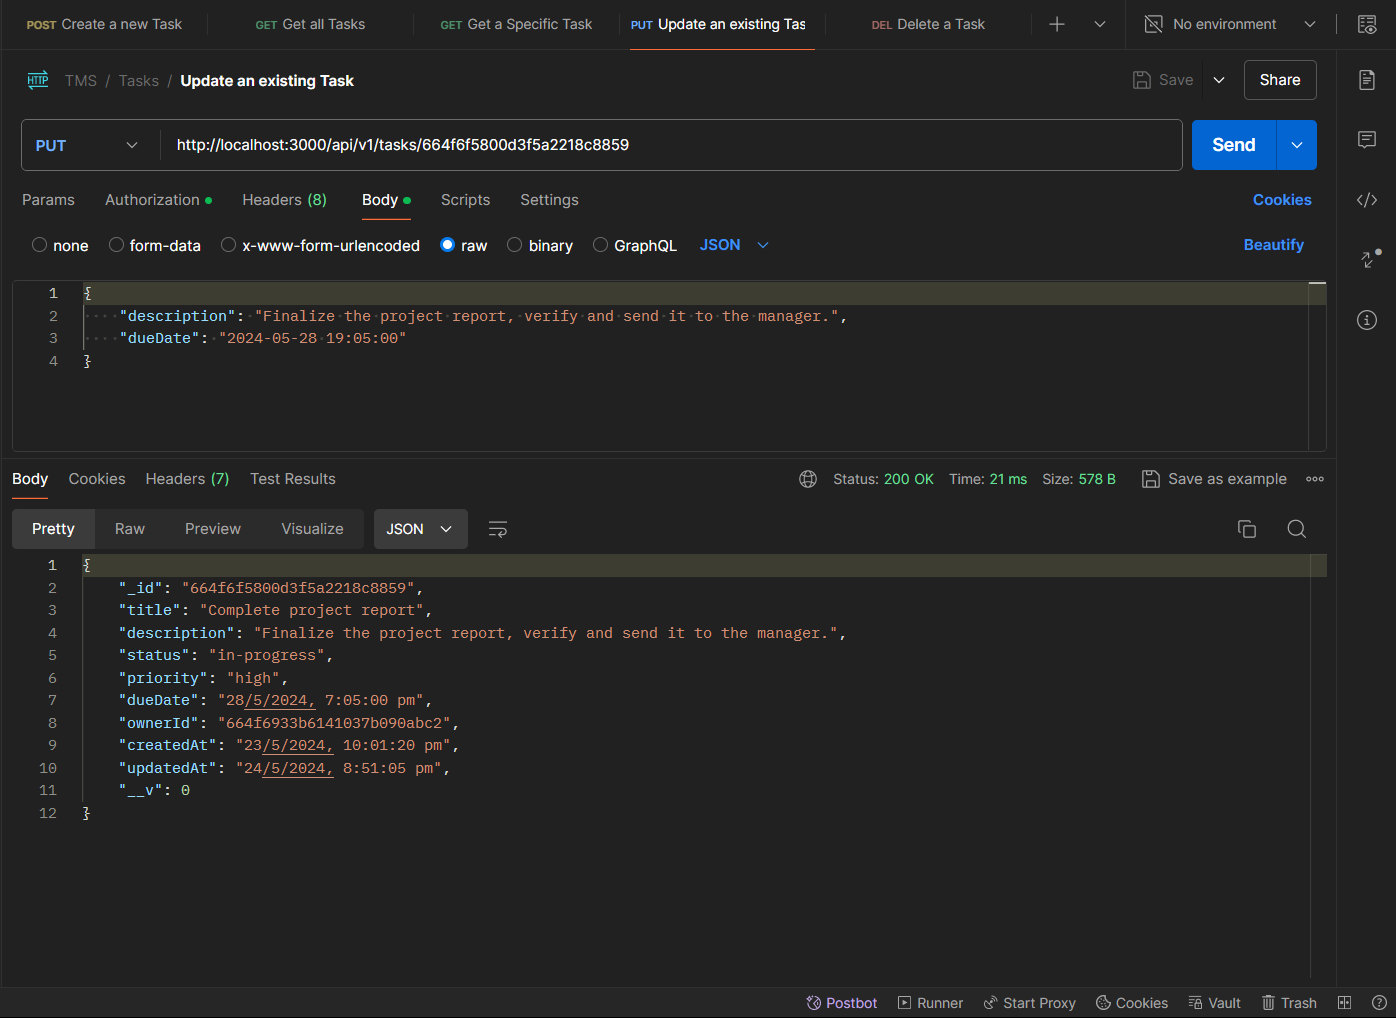 POST Create a new Task GET Get all Tasks GET Get a Specific Task PUT Update an existing Tas DEL Delete a Task No environment
HTTP TMS / Tasks / Update an existing Task Save Share
PUT http://localhost:3000/api/v1/tasks/664f6f5800d3f5a2218c8859 Send
Params Authorization Headers (8) Body Scripts Settings Cookies
none form-data x-www-form-urlencoded raw binary GraphQL JSON Beautify
1 {
2 "description": "Finalize the project report, verify and send it to the manager.",
3 "dueDate": "2024-05-28 19:05:00"
4 }
Body Cookies Headers (7) Test Results Status: 200 OK Time: 21 ms Size: 578 B Save as example
Pretty Raw Preview Visualize JSON
1 {
2 "_id": "664f6f5800d3f5a2218c8859",
3 "title": "Complete project report",
4 "description": "Finalize the project report, verify and send it to the manager.",
5 "status": "in-progress",
6 "priority": "high",
7 "dueDate": "28/5/2024, 7:05:00 pm",
8 "ownerId": "664f6933b6141037b090abc2",
9 "createdAt": "23/5/2024, 10:01:20 pm",
10 "updatedAt": "24/5/2024, 8:51:05 pm",
11 "__v": 0
12 }
Postbot Runner Start Proxy Cookies Vault Trash